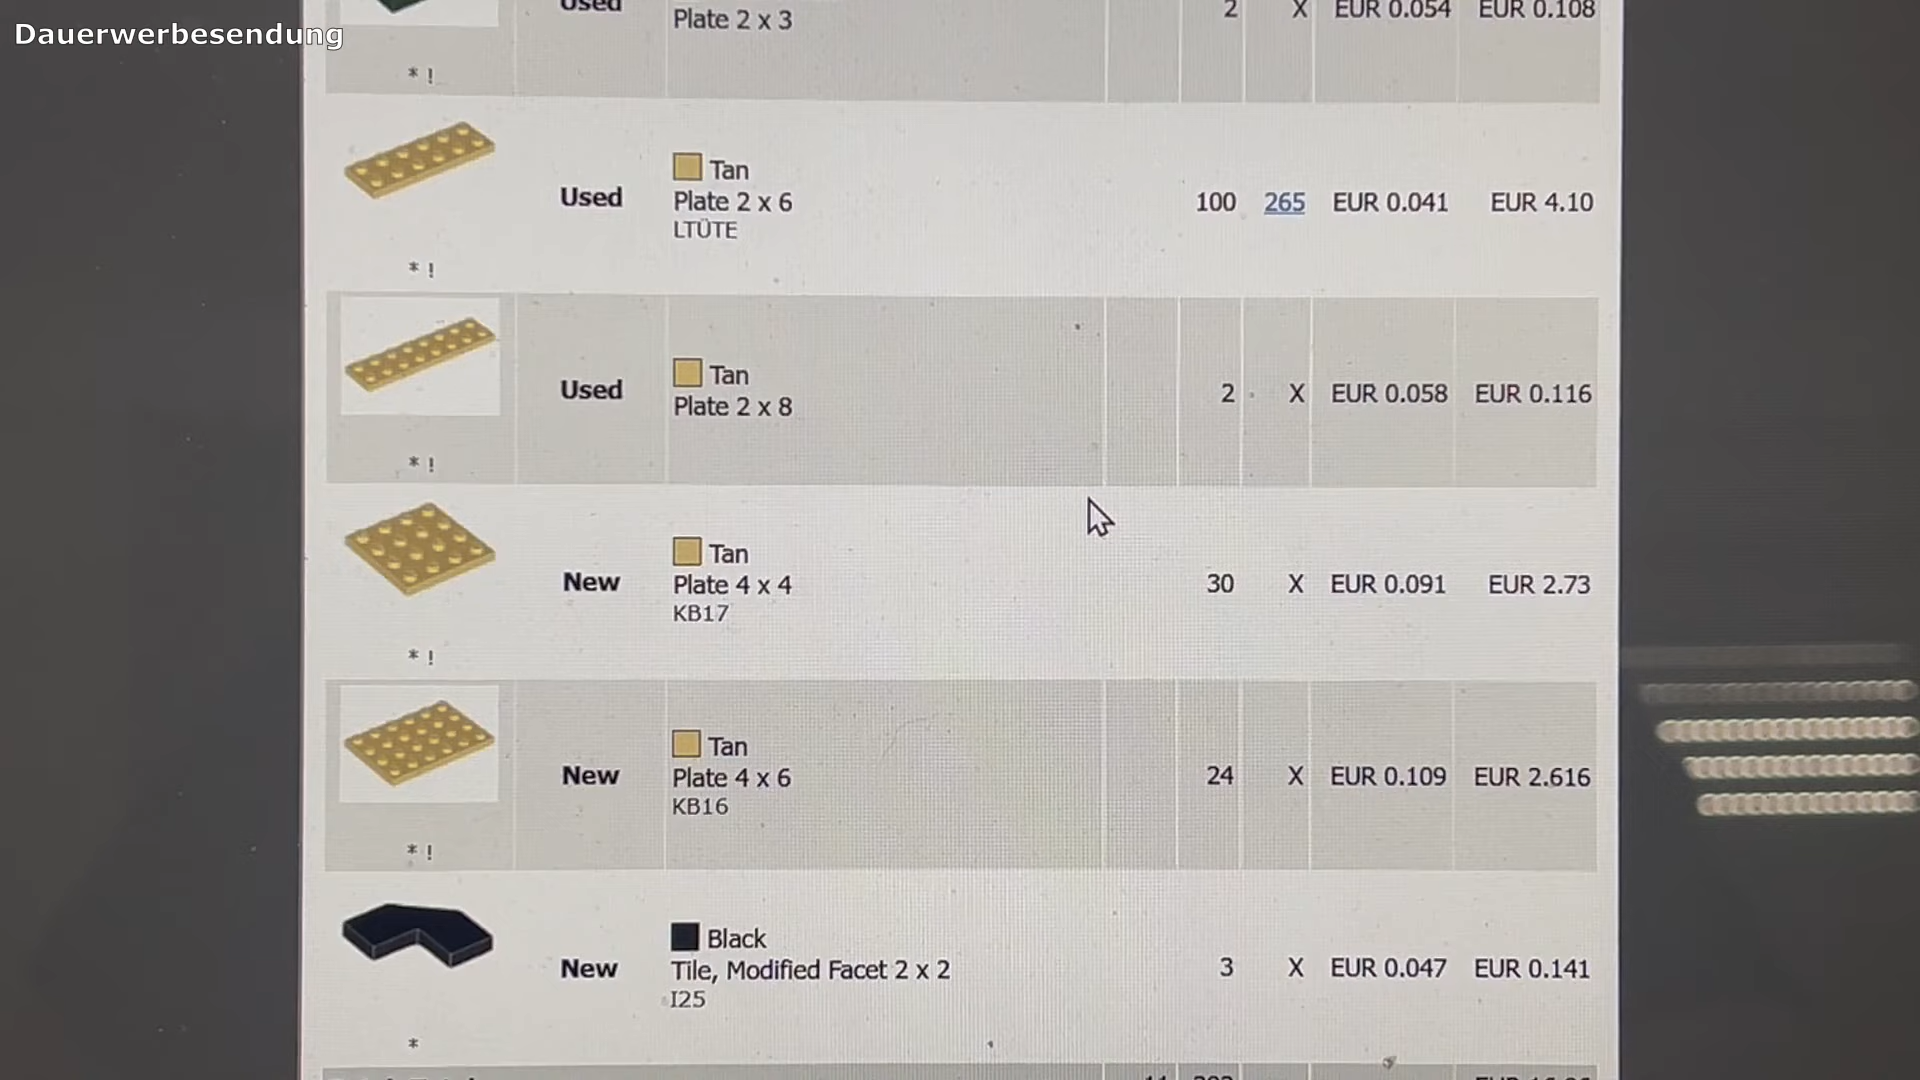 Dauerwerbesendung
Used Plate 2 x 3 2 X EUR 0.054 EUR 0.108
* !
Tan
Used Plate 2 x 6 100 265 EUR 0.041 EUR 4.10
LTÜTE
* !
Tan
Used Plate 2 x 8 2 X EUR 0.058 EUR 0.116
* !
Tan
New Plate 4 x 4 30 X EUR 0.091 EUR 2.73
KB17
* !
Tan
New Plate 4 x 6 24 X EUR 0.109 EUR 2.616
KB16
* !
Black
New Tile, Modified Facet 2 x 2 3 X EUR 0.047 EUR 0.141
I25
*